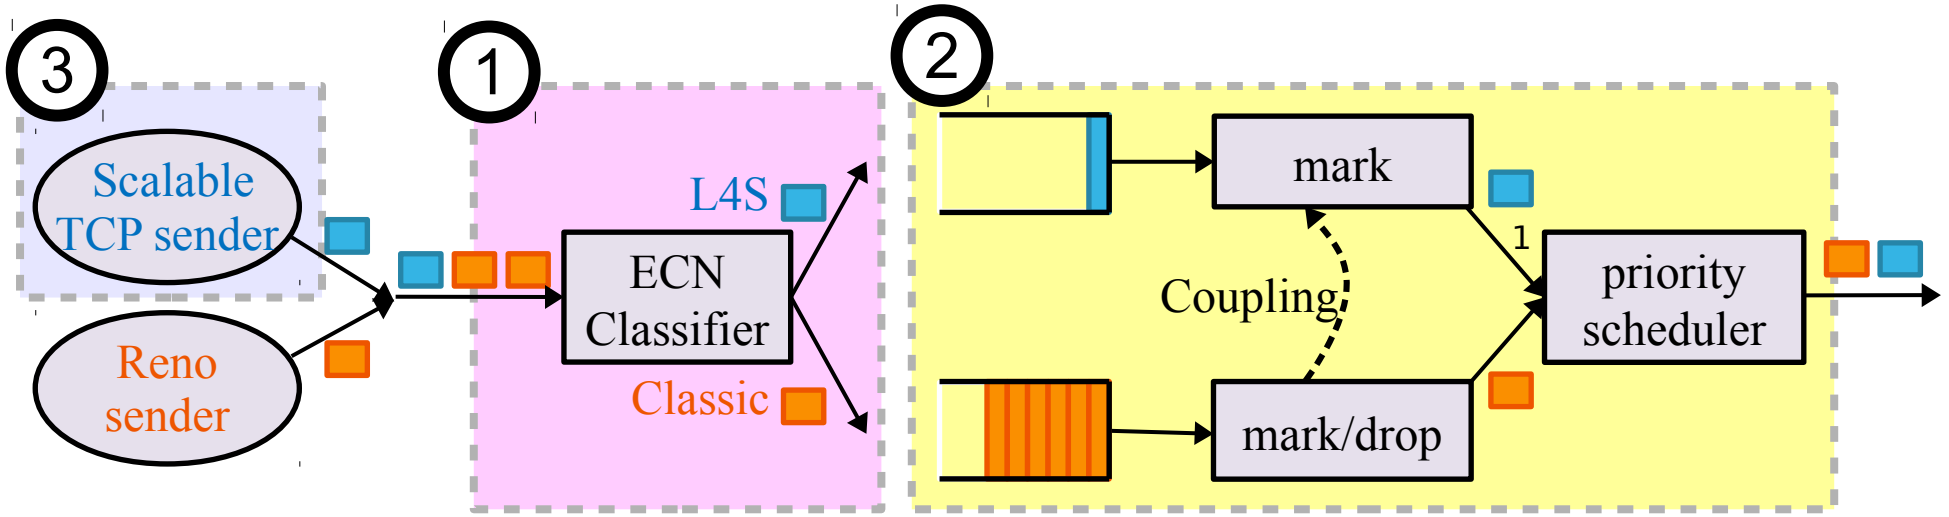 3
1
2
Scalable
TCP sender
Reno
sender
L4S
ECN
Classifier
Classic
mark
Coupling
mark/drop
1
priority
scheduler